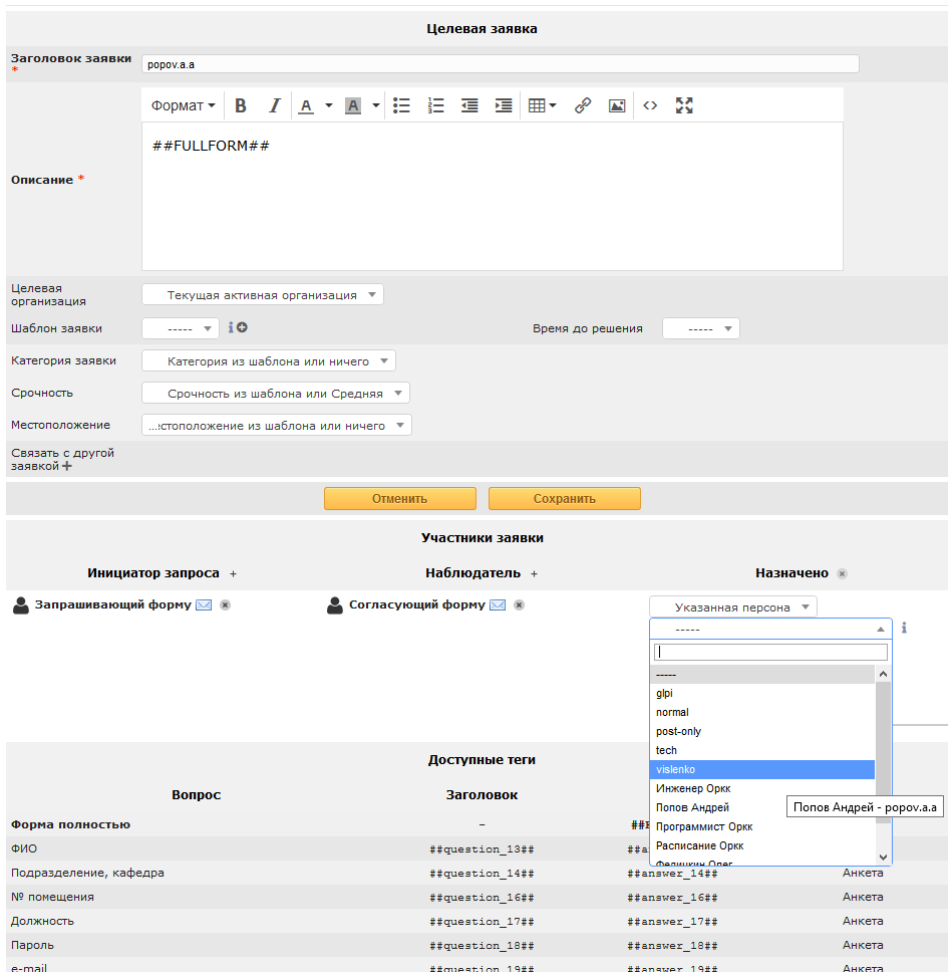 Целевая заявка
Заголовок заявки * popov.a.a
Формат B I A A
##FULLFORM##
Описание *
Целевая организация Текущая активная организация
Шаблон заявки ----- i Время до решения -----
Категория заявки Категория из шаблона или ничего
Срочность Срочность из шаблона или Средняя
Местоположение ...:стоположение из шаблона или ничего
Связать с другой заявкой +
Отменить Сохранить
Участники заявки
Инициатор запроса + Наблюдатель + Назначено
Запрашивающий форму Согласующий форму Указанная персона
----- i
-----
glpi
normal
post-only
tech
vislenko
Инженер Оркк
Попов Андрей Попов Андрей - popov.a.a
Программист Оркк
Расписание Оркк
Доступные теги
Вопрос Заголовок
Форма полностью –
ФИО ##question_13##
Подразделение, кафедра ##question_14## ##answer_14## Анкета
№ помещения ##question_16## ##answer_16## Анкета
Должность ##question_17## ##answer_17## Анкета
Пароль ##question_18## ##answer_18## Анкета
e-mail ##question_19## ##answer_19## Анкета